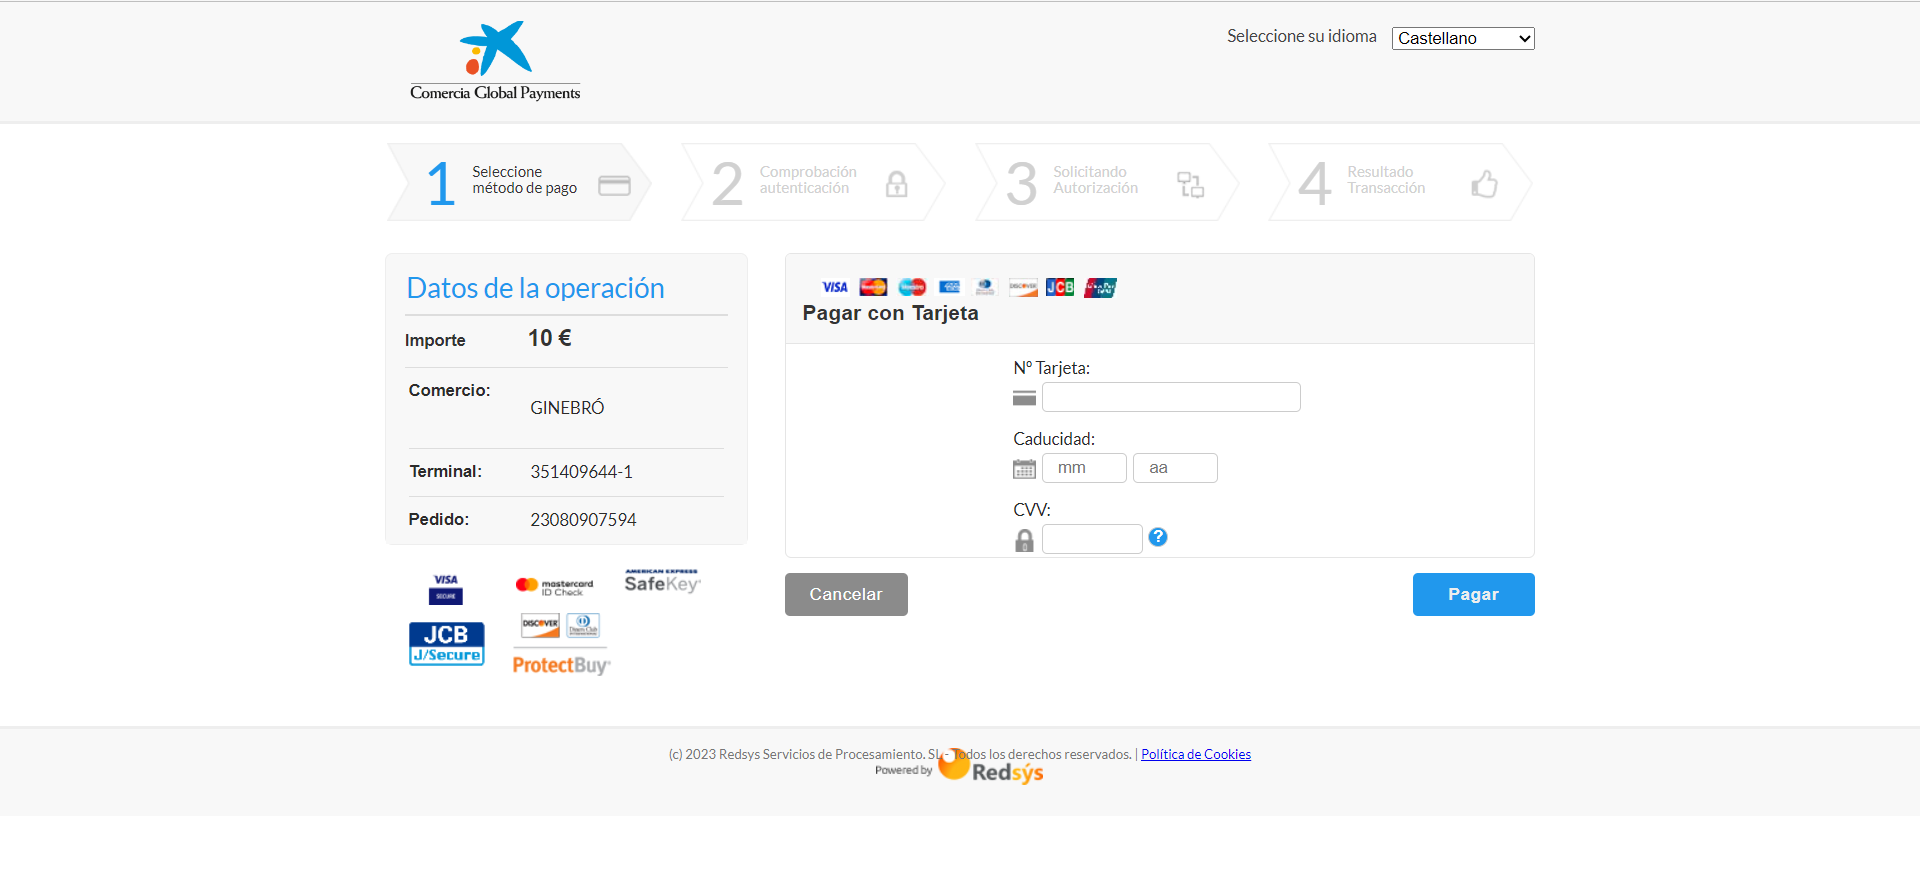 Comercia Global Payments
Seleccione su idioma
Castellano
1 Seleccione
método de pago
2 Comprobación
autenticación
3 Solicitando
Autorización
4 Resultado
Transacción
Datos de la operación
Importe 10 €
Comercio:
GINEBRÓ
Terminal: 351409644-1
Pedido: 23080907594
VISA
SECURE
mastercard
ID Check
AMERICAN EXPRESS
SafeKey
JCB
J/Secure
DISCOVER
Diners Club
ProtectBuy
VISA
DISCOVER
JCB
Pagar con Tarjeta
Nº Tarjeta:
Caducidad:
mm aa
CVV:
?
Cancelar
Pagar
(c) 2023 Redsys Servicios de Procesamiento. SL - Todos los derechos reservados. | Política de Cookies
Powered by Redsýs